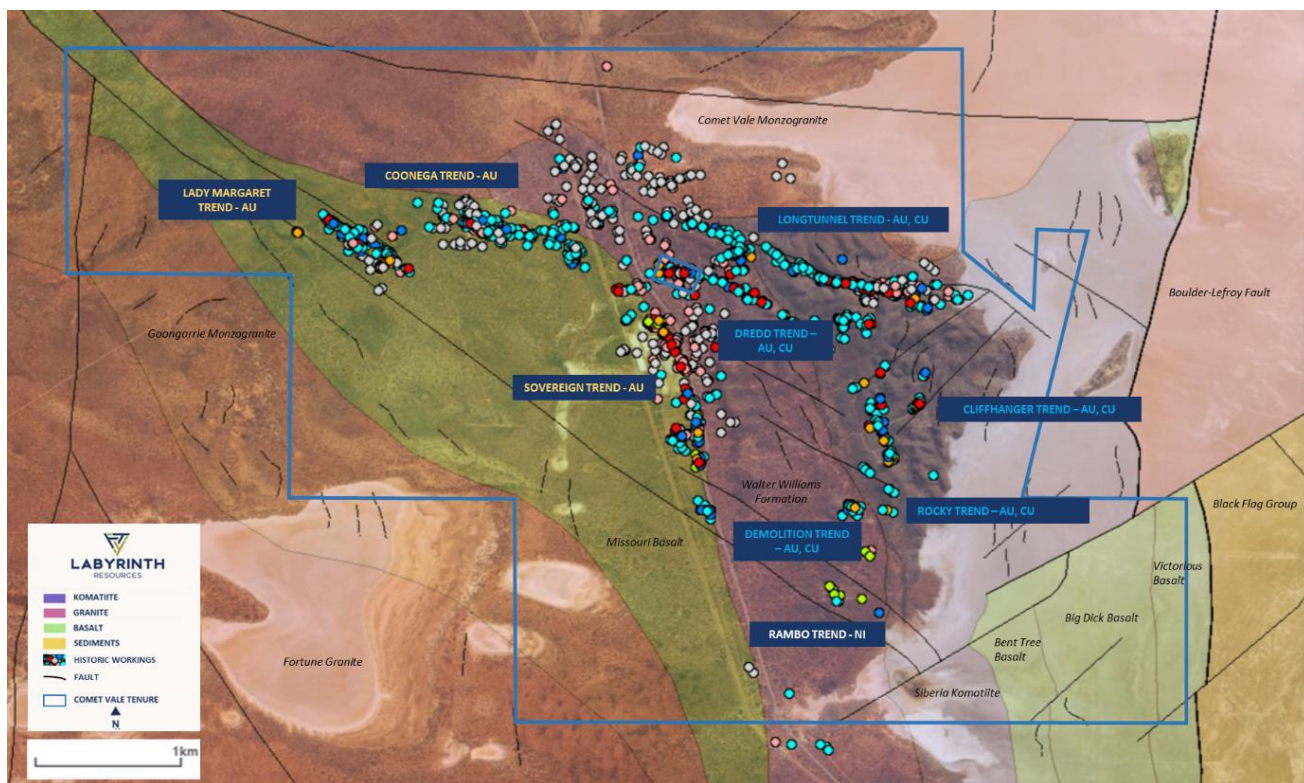 Comet Vale Monzogranite
COONEGA TREND - AU
LADY MARGARET
TREND - AU
LONGTUNNEL TREND - AU, CU
Boulder-Lefroy Fault
Goongarrie Monzogranite
DREDD TREND –
AU, CU
SOVEREIGN TREND - AU
CLIFFHANGER TREND – AU, CU
Walter Williams
Formation
Black Flag Group
ROCKY TREND – AU, CU
DEMOLITION TREND
– AU, CU
Missouri Basalt
Victorious
Basalt
Big Dick Basalt
RAMBO TREND - NI
Bent Tree
Basalt
Fortune Granite
Siberia Komatiite
LABYRINTH
RESOURCES
KOMATIITE
GRANITE
BASALT
SEDIMENTS
HISTORIC WORKINGS
FAULT
COMET VALE TENURE
N
1km